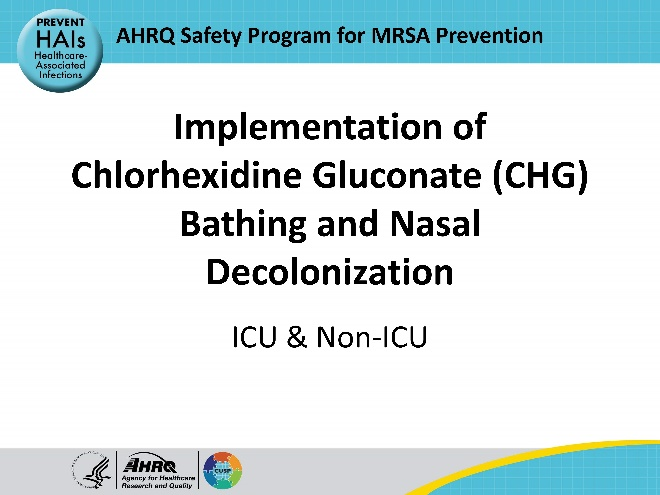 PREVENT
HAIs
Healthcare-
Associated
Infections
AHRQ Safety Program for MRSA Prevention
Implementation of
Chlorhexidine Gluconate (CHG)
Bathing and Nasal
Decolonization
ICU & Non-ICU
AHRQ
Agency for Healthcare
Research and Quality
CUSP